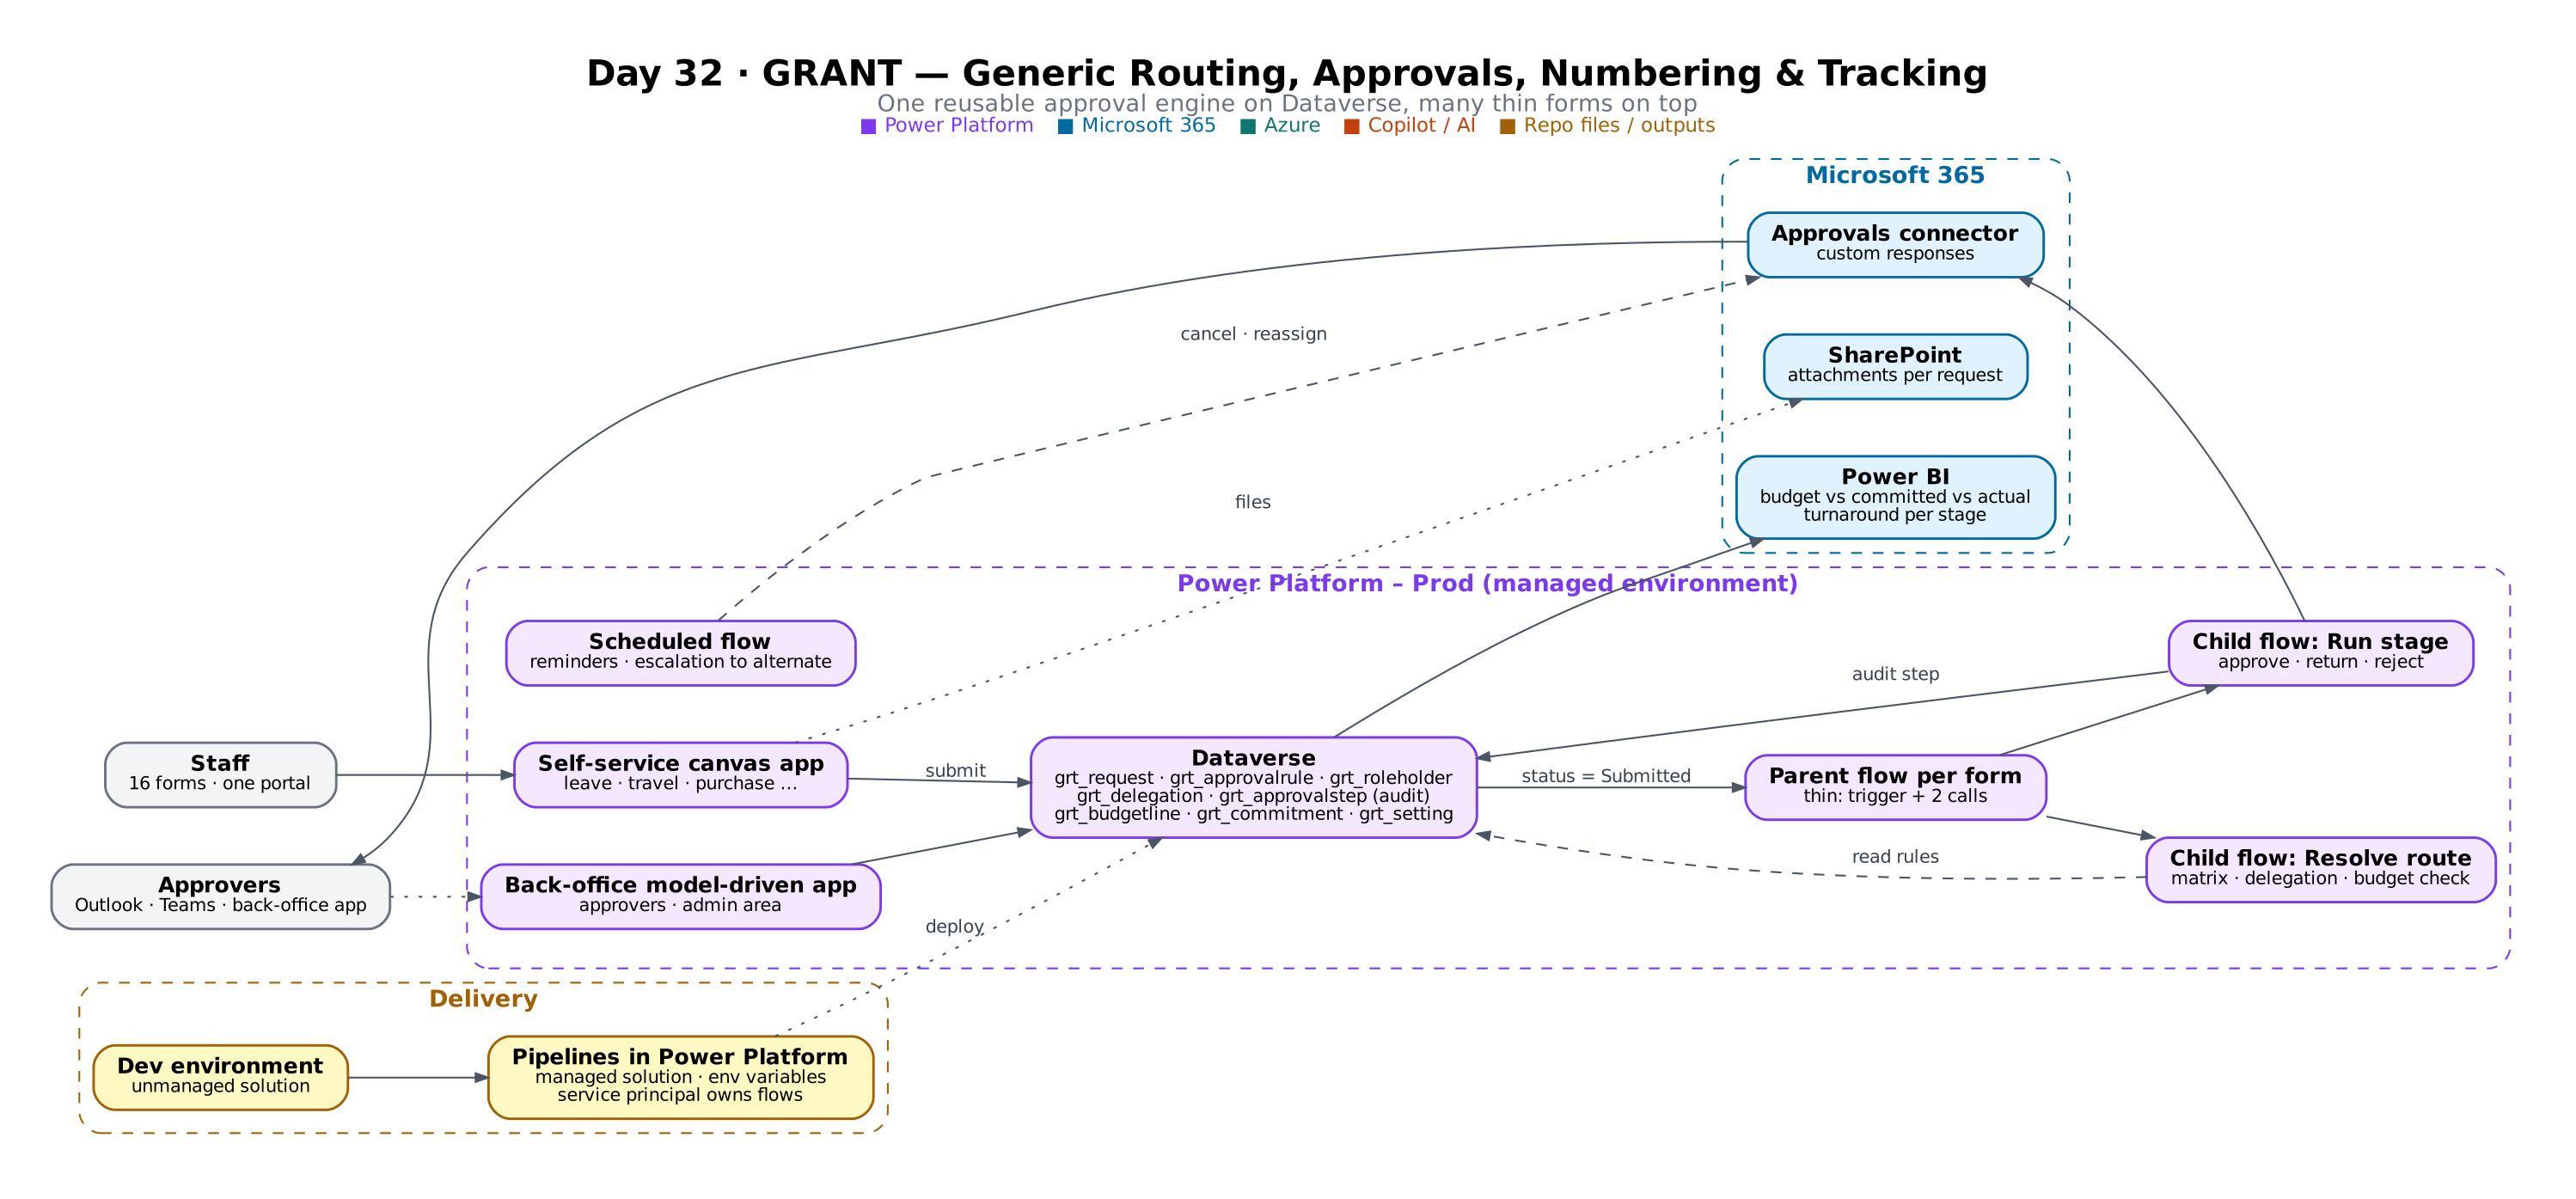 Day 32 · GRANT — Generic Routing, Approvals, Numbering & Tracking
One reusable approval engine on Dataverse, many thin forms on top
■ Power Platform ■ Microsoft 365 ■ Azure ■ Copilot / AI ■ Repo files / outputs
Microsoft 365
Approvals connector
custom responses
cancel · reassign
SharePoint
attachments per request
files
Power BI
budget vs committed vs actual
turnaround per stage
Power Platform – Prod (managed environment)
Scheduled flow
reminders · escalation to alternate
Child flow: Run stage
approve · return · reject
audit step
Staff
16 forms · one portal
Self-service canvas app
leave · travel · purchase ...
submit
Dataverse
grt_request · grt_approvalrule · grt_roleholder
grt_delegation · grt_approvalstep (audit)
grt_budgetline · grt_commitment · grt_setting
status = Submitted
Parent flow per form
thin: trigger + 2 calls
read rules
Child flow: Resolve route
matrix · delegation · budget check
Approvers
Outlook · Teams · back-office app
Back-office model-driven app
approvers · admin area
deploy
Delivery
Dev environment
unmanaged solution
Pipelines in Power Platform
managed solution · env variables
service principal owns flows